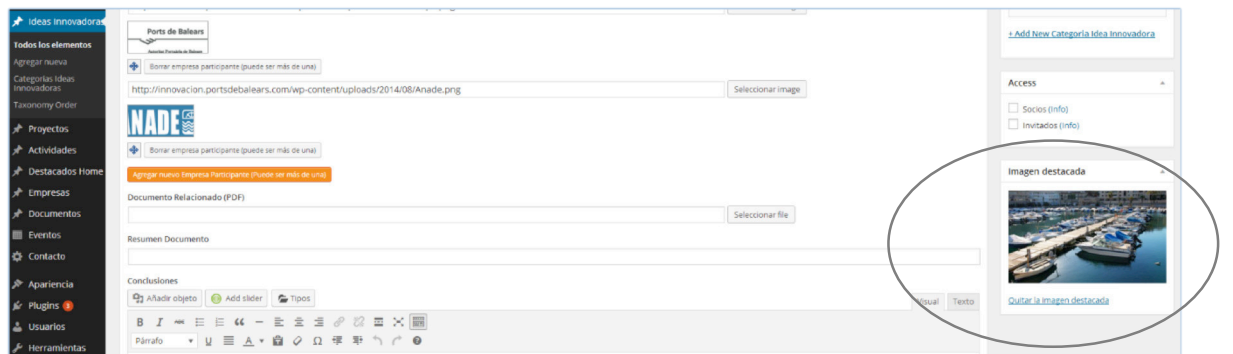 Ideas Innovadoras
Todos los elementos
Agregar nueva
Categorías Ideas
Innovadoras
Taxonomy Order
Proyectos
Actividades
Destacados Home
Empresas
Documentos
Eventos
Contacto
Apariencia
Plugins 3
Usuarios
Herramientas
Ports de Balears
Borrar empresa participante (puede ser más de una)
http://innovacion.portsdebalears.com/wp-content/uploads/2014/08/Anade.png
Seleccionar image
ANADE
Borrar empresa participante (puede ser más de una)
Agregar nuevo Empresa Participante (Puede ser más de una)
Documento Relacionado (PDF)
Seleccionar file
Resumen Documento
Conclusiones
Añadir objeto
Add slider
Tipos
Visual
Texto
Párrafo
+ Add New Categoría Idea Innovadora
Access
Socios (Info)
Invitados (Info)
Imagen destacada
Quitar la imagen destacada